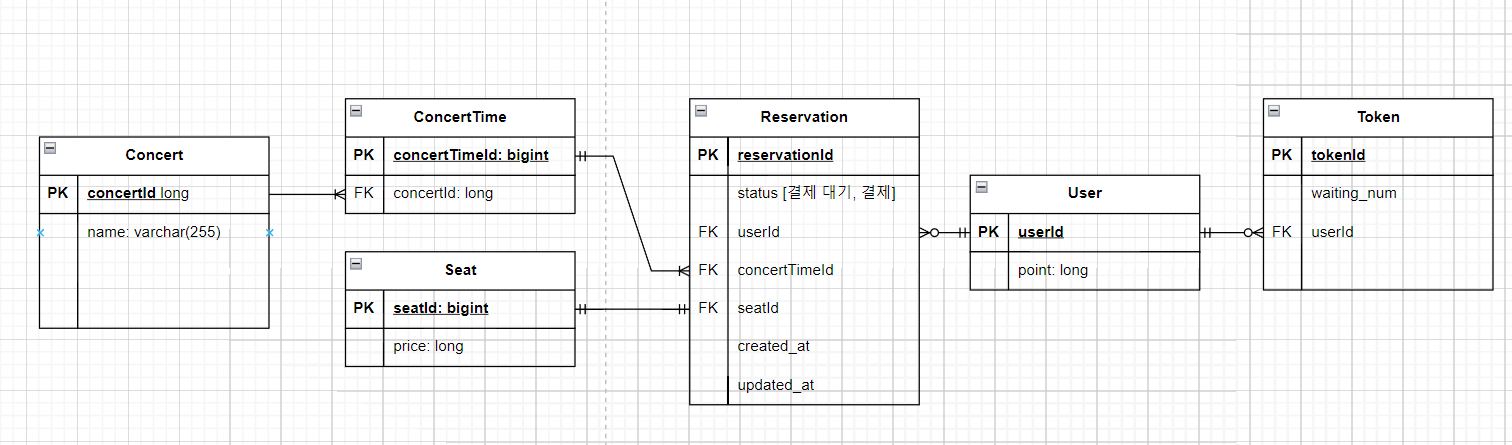 Concert
PK concertId long
name: varchar(255)
ConcertTime
PK concertTimeId: bigint
FK concertId: long
Seat
PK seatId: bigint
price: long
Reservation
PK reservationId
status [결제 대기, 결제]
FK userId
FK concertTimeId
FK seatId
created_at
updated_at
User
PK userId
point: long
Token
PK tokenId
waiting_num
FK userId